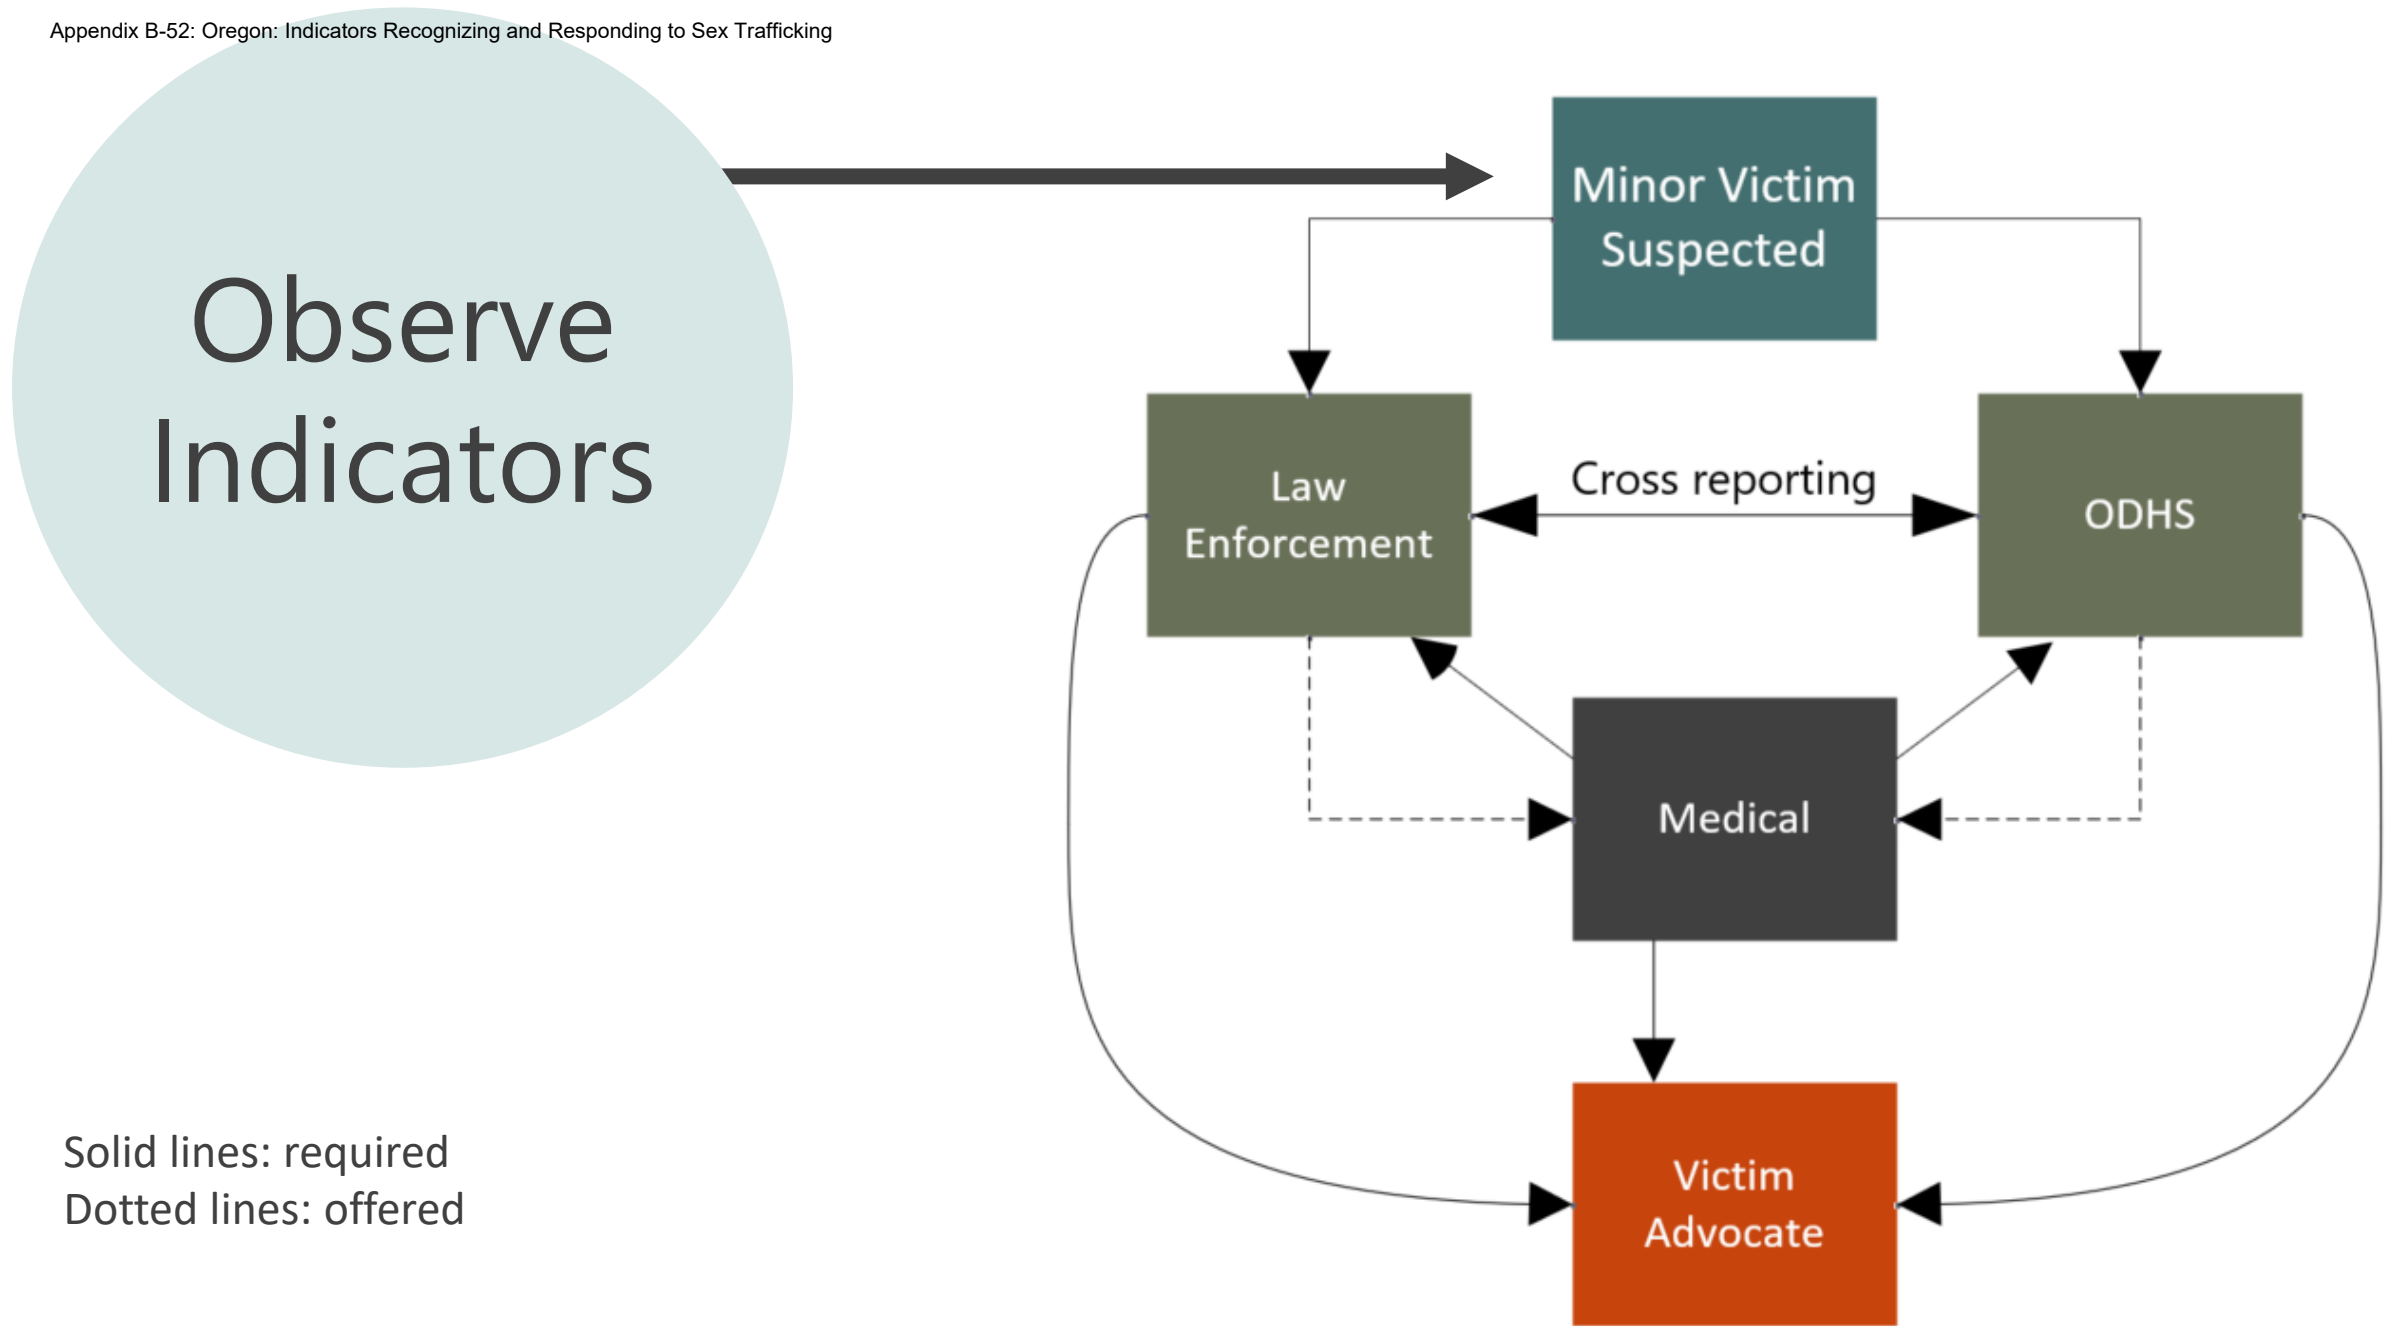 Appendix B-52: Oregon: Indicators Recognizing and Responding to Sex Trafficking
Observe
Indicators
Minor Victim
Suspected
Law
Enforcement
Cross reporting
ODHS
Medical
Victim
Advocate
Solid lines: required
Dotted lines: offered